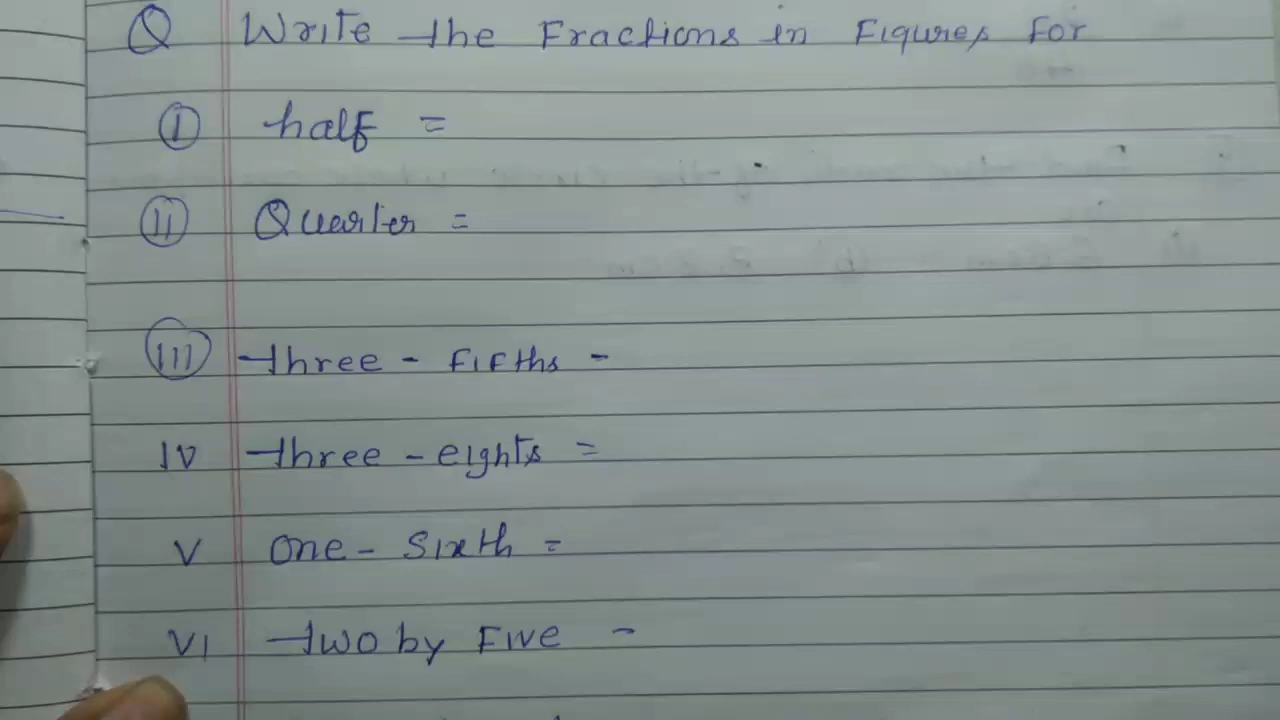 Q Write the Fractions in Figures For
I half =
II Quarter =
III three - Fifths -
IV three - eights =
V One - Sixth =
VI two by Five -